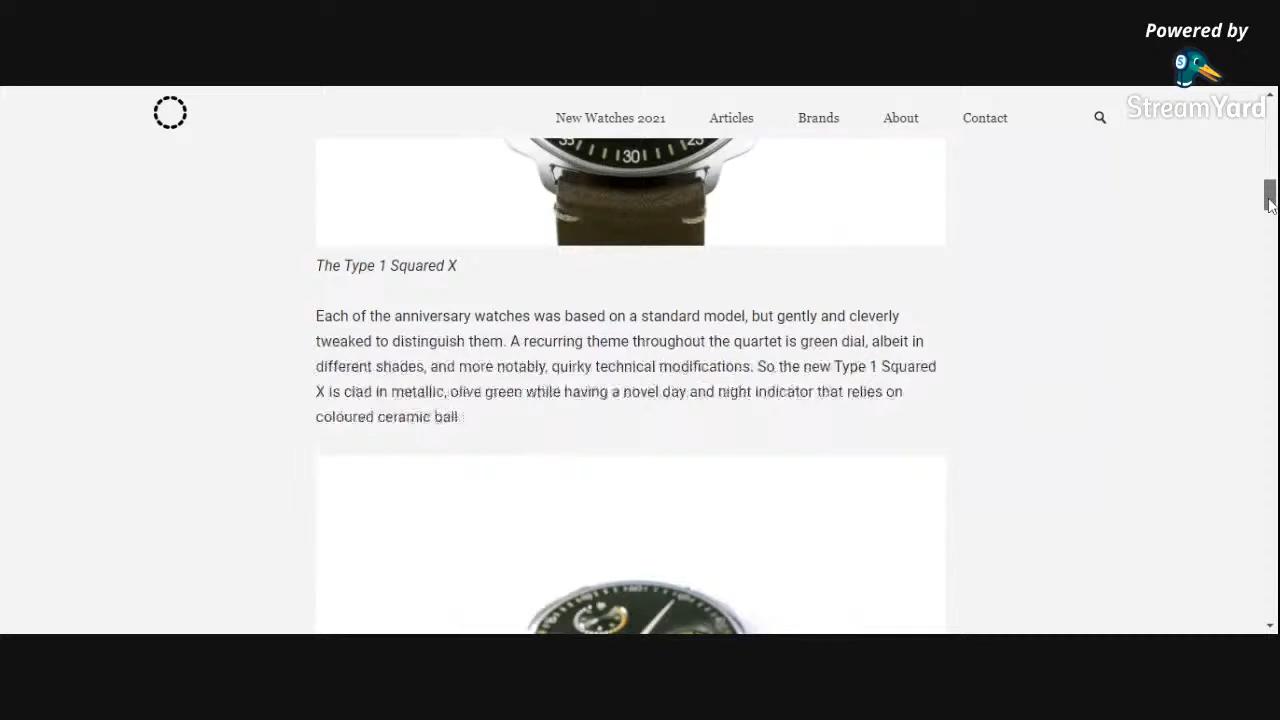 Powered by
StreamYard
New Watches 2021 Articles Brands About Contact
35 30 25
The Type 1 Squared X
Each of the anniversary watches was based on a standard model, but gently and cleverly
tweaked to distinguish them. A recurring theme throughout the quartet is green dial, albeit in
different shades, and more notably, quirky technical modifications. So the new Type 1 Squared
X is clad in metallic, olive green while having a novel day and night indicator that relies on
coloured ceramic ball.